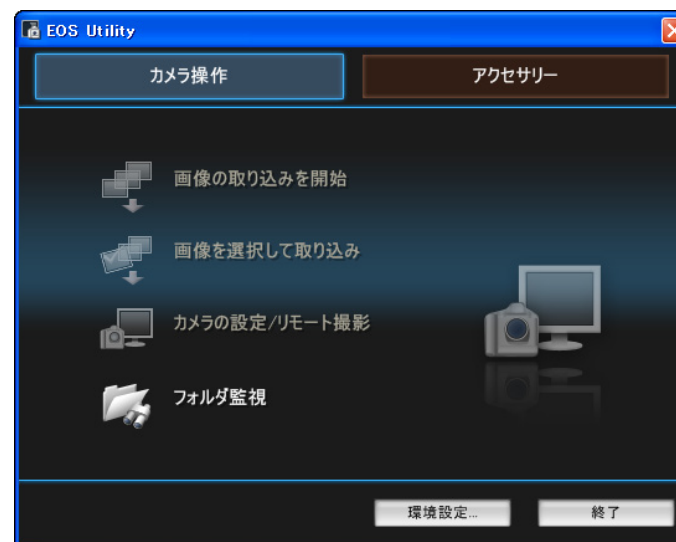 EOS Utility
カメラ操作
アクセサリー
画像の取り込みを開始
画像を選択して取り込み
カメラの設定/リモート撮影
フォルダ監視
環境設定...
終了